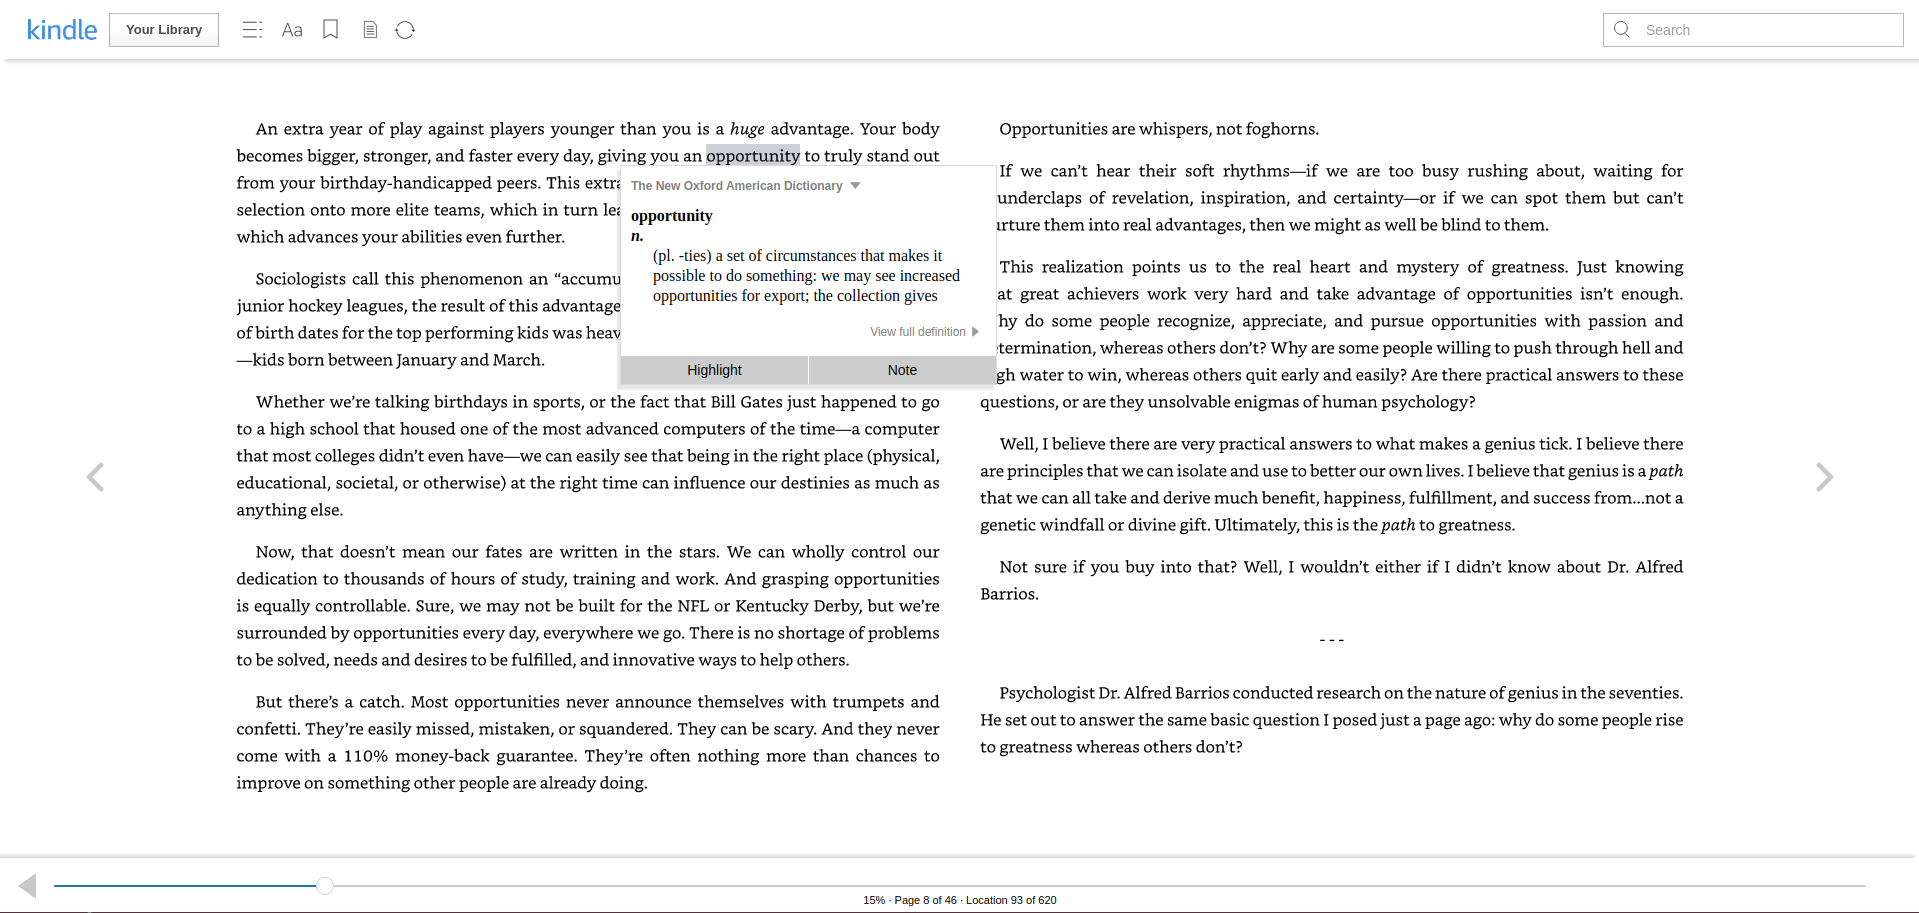 kindle
Your Library
Aa
Search
An extra year of play against players younger than you is a huge advantage. Your body
becomes bigger, stronger, and faster every day, giving you an opportunity to truly stand out
from your birthday-handicapped peers. This extra
selection onto more elite teams, which in turn
which advances your abilities even further.
Sociologists call this phenomenon an “accumu
junior hockey leagues, the result of this advantage
of birth dates for the top performing kids was
—kids born between January and March.
The New Oxford American Dictionary
opportunity
n.
(pl. -ties) a set of circumstances that makes it
possible to do something: we may see increased
opportunities for export; the collection gives
View full definition
Highlight
Note
Whether we’re talking birthdays in sports, or the fact that Bill Gates just happened to go
to a high school that housed one of the most advanced computers of the time—a computer
that most colleges didn’t even have—we can easily see that being in the right place (physical,
educational, societal, or otherwise) at the right time can influence our destinies as much as
anything else.
Now, that doesn’t mean our fates are written in the stars. We can wholly control our
dedication to thousands of hours of study, training and work. And grasping opportunities
is equally controllable. Sure, we may not be built for the NFL or Kentucky Derby, but we’re
surrounded by opportunities every day, everywhere we go. There is no shortage of problems
to be solved, needs and desires to be fulfilled, and innovative ways to help others.
But there’s a catch. Most opportunities never announce themselves with trumpets and
confetti. They’re easily missed, mistaken, or squandered. They can be scary. And they never
come with a 110% money-back guarantee. They’re often nothing more than chances to
improve on something other people are already doing.
Opportunities are whispers, not foghorns.
If we can’t hear their soft rhythms—if we are too busy rushing about, waiting for
underclaps of revelation, inspiration, and certainty—or if we can spot them but can’t
urture them into real advantages, then we might as well be blind to them.
This realization points us to the real heart and mystery of greatness. Just knowing
at great achievers work very hard and take advantage of opportunities isn’t enough.
hy do some people recognize, appreciate, and pursue opportunities with passion and
termination, whereas others don’t? Why are some people willing to push through hell and
gh water to win, whereas others quit early and easily? Are there practical answers to these
questions, or are they unsolvable enigmas of human psychology?
Well, I believe there are very practical answers to what makes a genius tick. I believe there
are principles that we can isolate and use to better our own lives. I believe that genius is a path
that we can all take and derive much benefit, happiness, fulfillment, and success from...not a
genetic windfall or divine gift. Ultimately, this is the path to greatness.
Not sure if you buy into that? Well, I wouldn’t either if I didn’t know about Dr. Alfred
Barrios.
- - -
Psychologist Dr. Alfred Barrios conducted research on the nature of genius in the seventies.
He set out to answer the same basic question I posed just a page ago: why do some people rise
to greatness whereas others don’t?
15% · Page 8 of 46 · Location 93 of 620